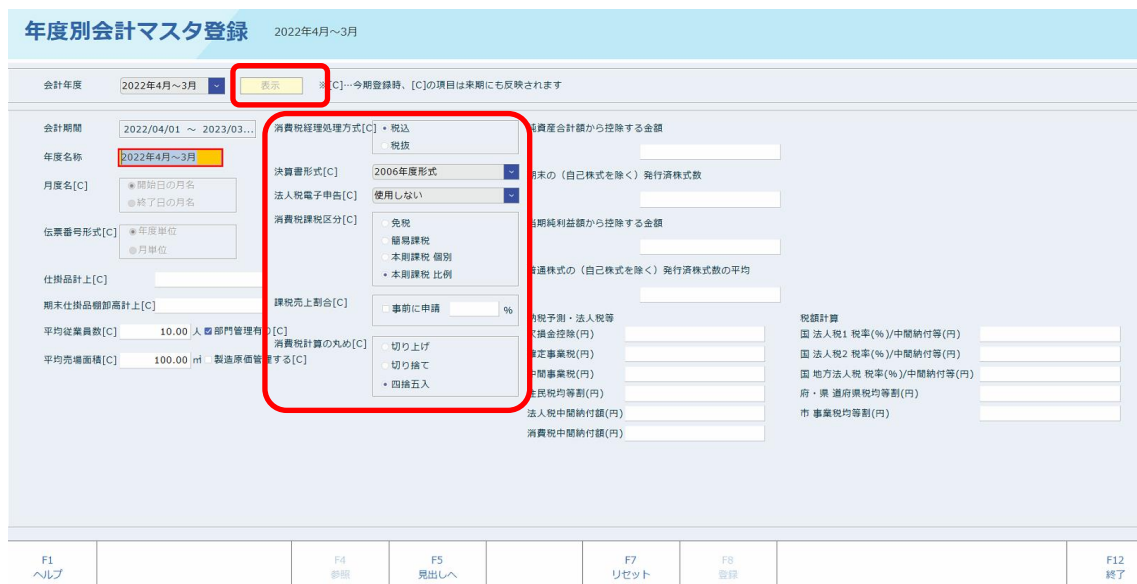 年度別会計マスタ登録 2022年4月～3月
会計年度 2022年4月～3月 表示 ※[C]…今期登録時、[C]の項目は来期にも反映されます
会計期間 2022/04/01 ～ 2023/03...
年度名称 2022年4月～3月
月度名[C] 開始日の月名
終了日の月名
伝票番号形式[C] 年度単位
月単位
仕掛品計上[C]
期末仕掛品棚卸高計上[C]
平均従業員数[C] 10.00 人 部門管理有り[C]
平均売場面積[C] 100.00 ㎡ 製造原価管理する[C]
消費税経理処理方式[C] 税込
税抜
決算書形式[C] 2006年度形式
法人税電子申告[C] 使用しない
消費税課税区分[C] 免税
簡易課税
本則課税 個別
本則課税 比例
課税売上割合[C] 事前に申請 %
消費税計算の丸め[C] 切り上げ
切り捨て
四捨五入
純資産合計額から控除する金額
期末の（自己株式を除く）発行済株式数
当期純利益額から控除する金額
普通株式の（自己株式を除く）発行済株式数の平均
納税予測・法人税等
欠損金控除(円)
確定事業税(円)
中間事業税(円)
住民税均等割(円)
法人税中間納付額(円)
消費税中間納付額(円)
税額計算
国 法人税1 税率(%)/中間納付等(円)
国 法人税2 税率(%)/中間納付等(円)
国 地方法人税 税率(%)/中間納付等(円)
府・県 道府県税均等割(円)
市 事業税均等割(円)
F1 F4 F5 F7 F8 F12
ヘルプ 参照 見出しへ リセット 登録 終了